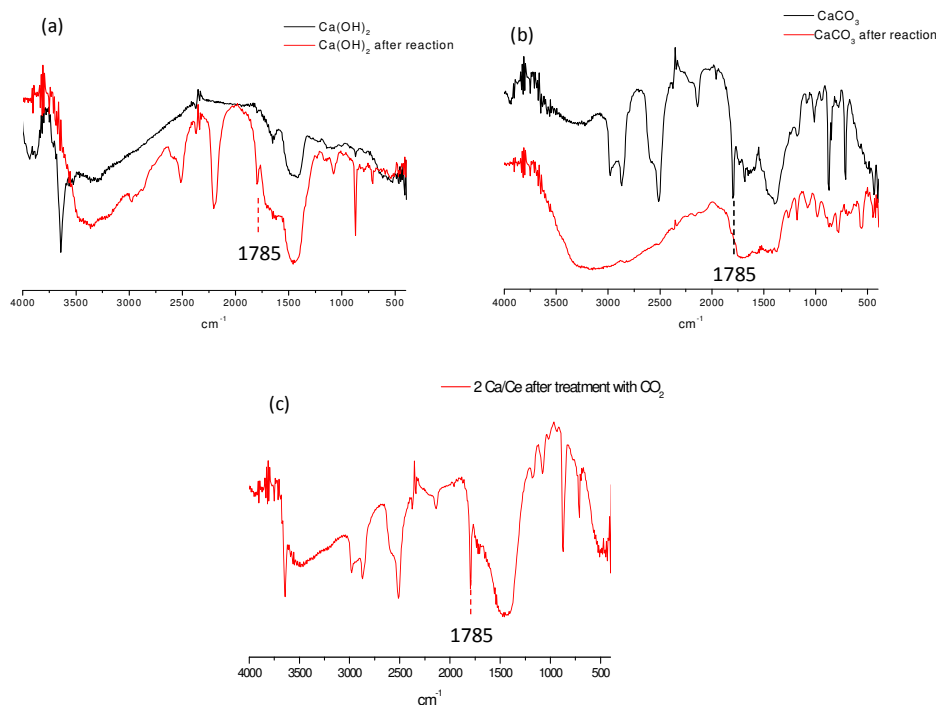 (a)
Ca(OH)2
Ca(OH)2 after reaction
1785
4000 3500 3000 2500 2000 1500 1000 500
cm-1
(b)
CaCO3
CaCO3 after reaction
1785
4000 3500 3000 2500 2000 1500 1000 500
cm-1
(c)
2 Ca/Ce after treatment with CO2
1785
4000 3500 3000 2500 2000 1500 1000 500
cm-1